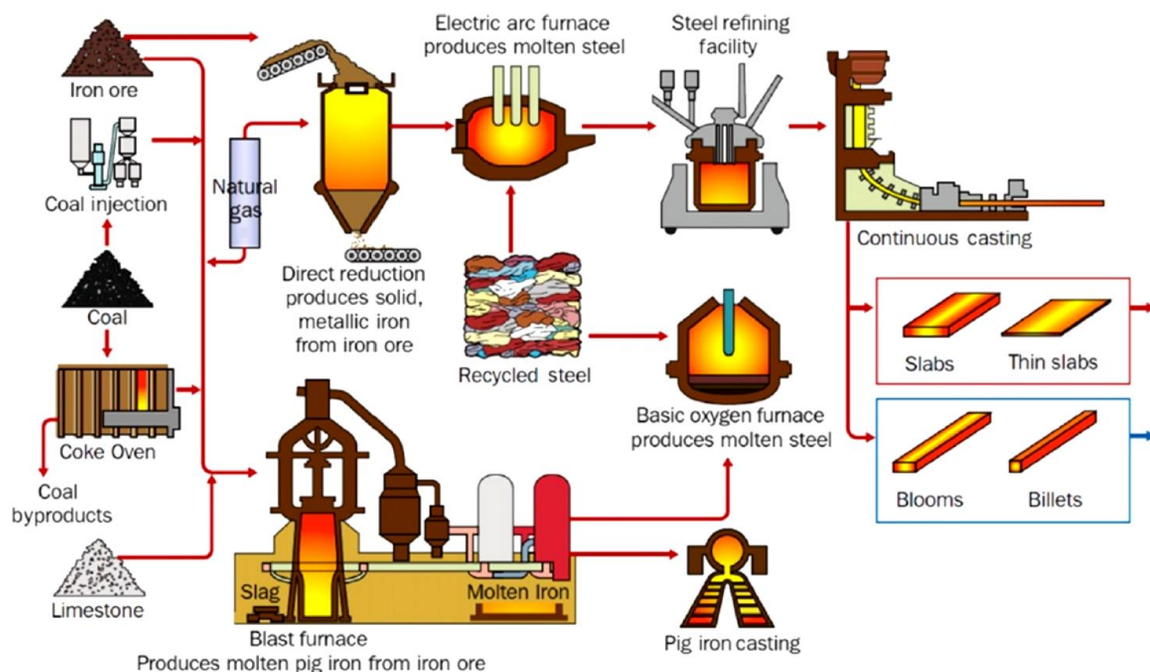 Iron ore
Coal injection
Coal
Coke Oven
Coal
byproducts
Limestone
Natural
gas
Direct reduction
produces solid,
metallic iron
from iron ore
Electric arc furnace
produces molten steel
Recycled steel
Steel refining
facility
Continuous casting
Slabs
Thin slabs
Blooms
Billets
Basic oxygen furnace
produces molten steel
Slag
Molten Iron
Blast furnace
Produces molten pig iron from iron ore
Pig iron casting